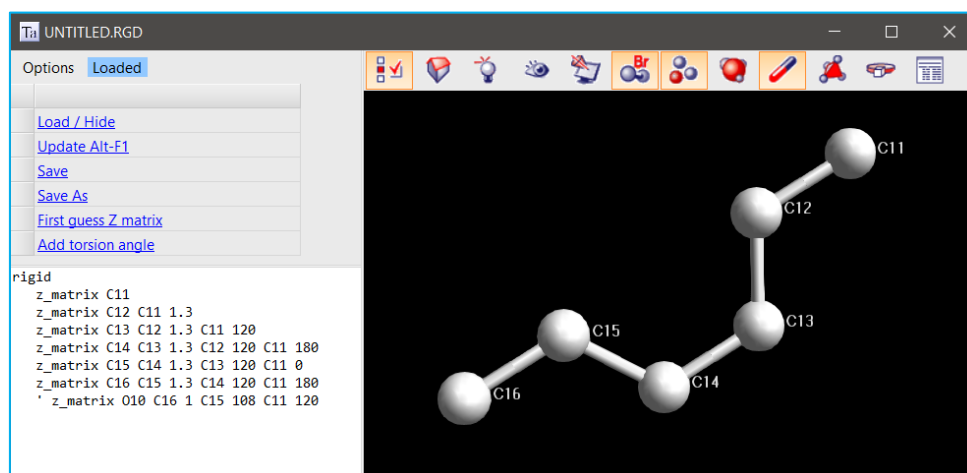 Ta UNTITLED.RGD
Options Loaded
Br
Load / Hide
Update Alt-F1
Save
Save As
First guess Z matrix
Add torsion angle
rigid
z_matrix C11
z_matrix C12 C11 1.3
z_matrix C13 C12 1.3 C11 120
z_matrix C14 C13 1.3 C12 120 C11 180
z_matrix C15 C14 1.3 C13 120 C11 0
z_matrix C16 C15 1.3 C14 120 C11 180
' z_matrix O10 C16 1 C15 108 C11 120
C11
C12
C13
C15
C14
C16